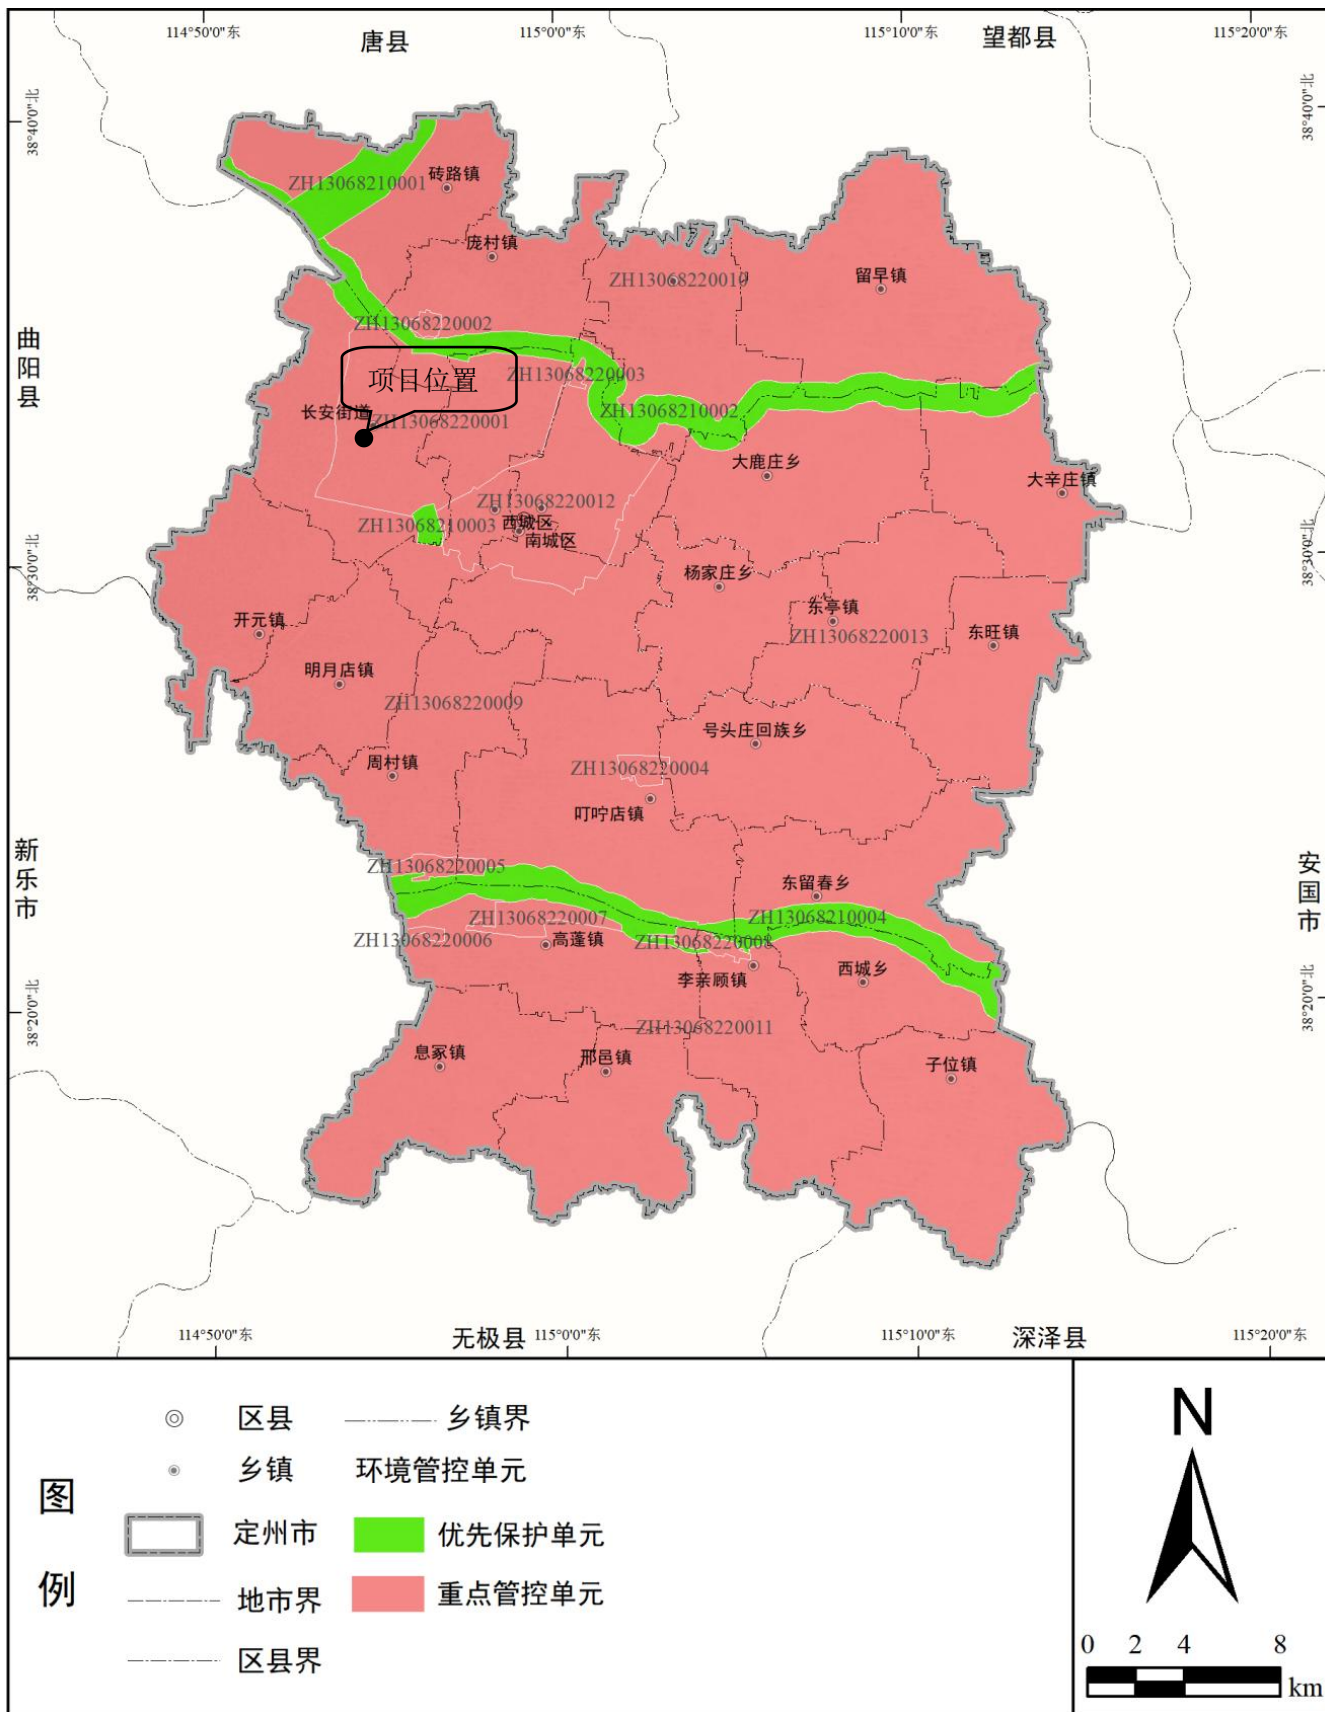 114°50'0"东
115°0'0"东
115°10'0"东
115°20'0"东
唐县
望都县
38°40'0"北
38°40'0"北
ZH13068210001
砖路镇
庞村镇
ZH13068220010
留早镇
ZH13068220002
曲阳县
项目位置
ZH13068220003
长安街道
ZH13068220001
ZH13068210002
大鹿庄乡
大辛庄镇
ZH13068220012
ZH13068210003
西城区
南城区
38°30'0"北
38°30'0"北
杨家庄乡
东亭镇
开元镇
ZH13068220013
东旺镇
明月店镇
ZH13068220009
号头庄回族乡
周村镇
ZH13068220004
叮咛店镇
新乐市
安国市
ZH13068220005
东留春乡
ZH13068220007
ZH13068210004
ZH13068220006
高蓬镇
ZH13068220008
李亲顾镇
西城乡
38°20'0"北
38°20'0"北
ZH13068220011
息冢镇
邢邑镇
子位镇
114°50'0"东
无极县
115°0'0"东
115°10'0"东
深泽县
115°20'0"东
图例
区县
乡镇界
乡镇
环境管控单元
定州市
优先保护单元
地市界
重点管控单元
区县界
N
0 2 4 8
km